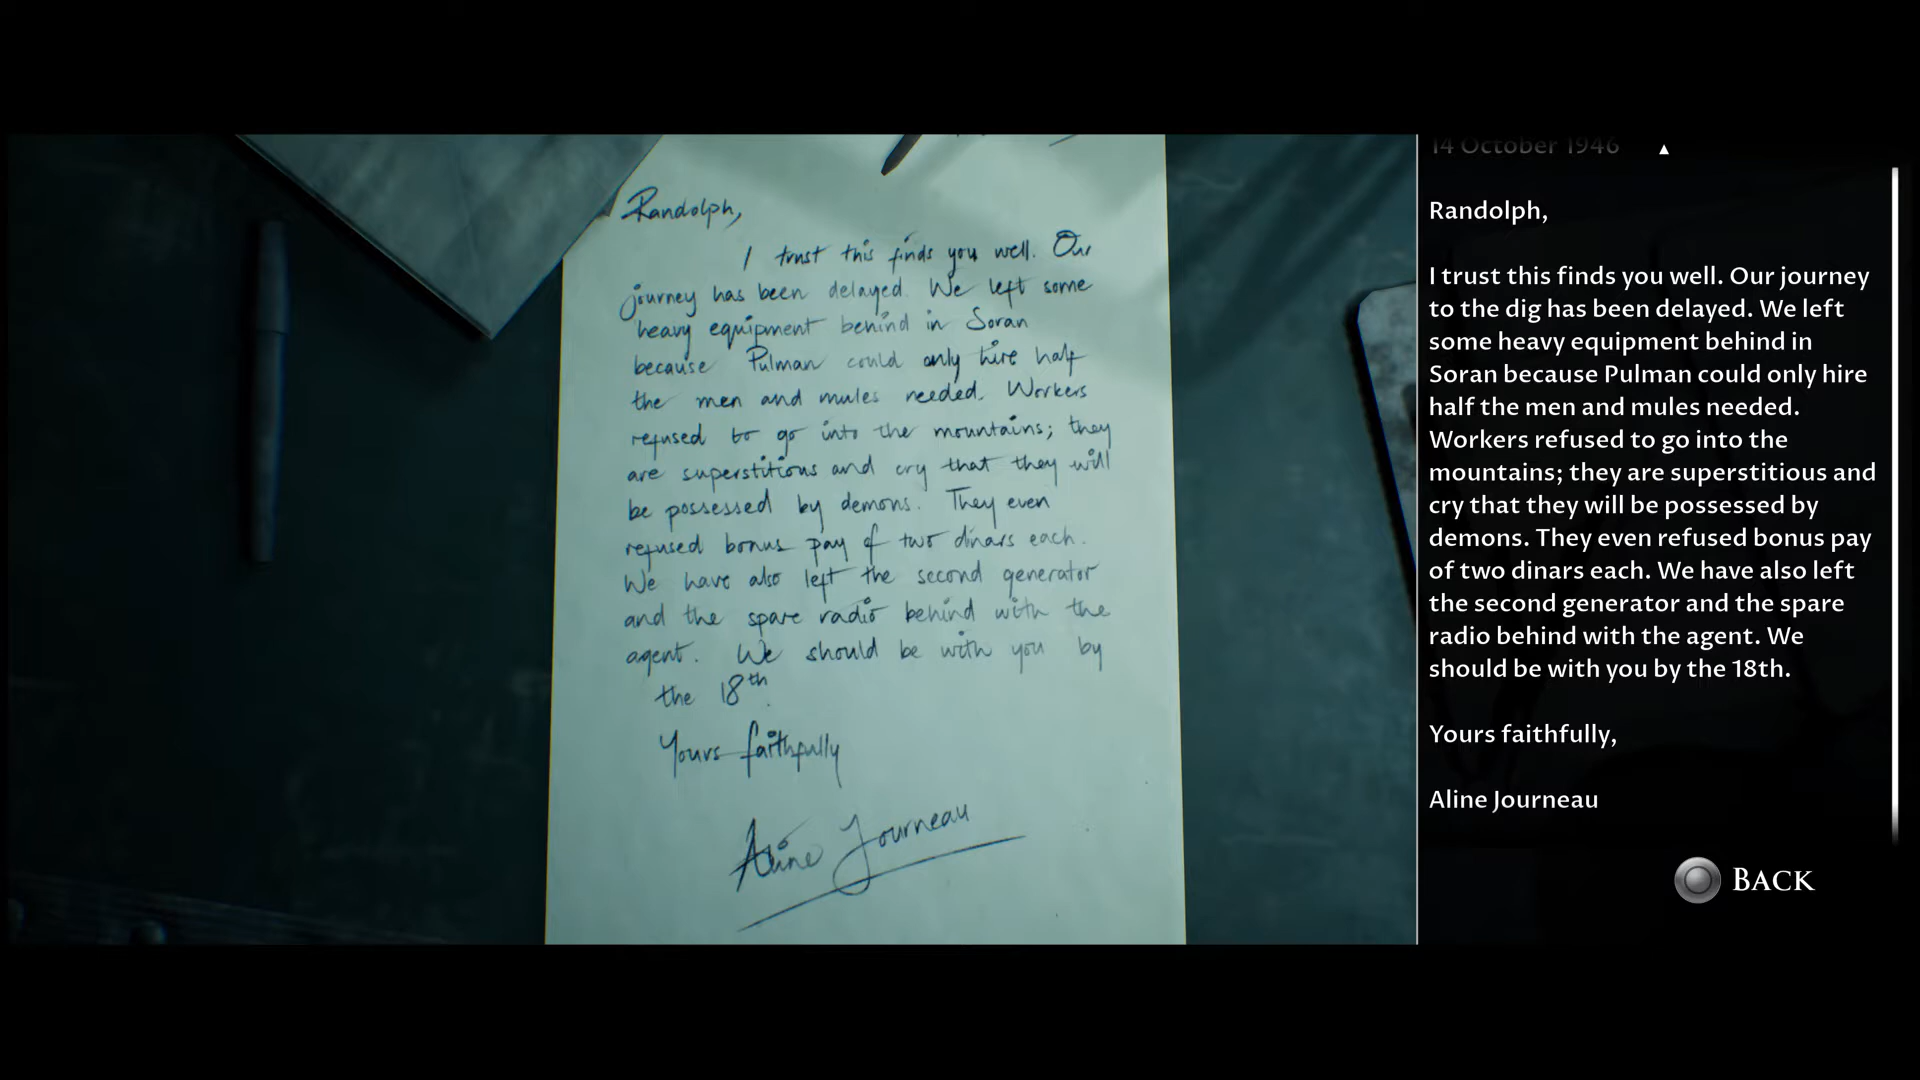 Randolph,
I trust this finds you well. Our
journey has been delayed. We left some
heavy equipment behind in Soran
because Pulman could only hire half
the men and mules needed. Workers
refused to go into the mountains; they
are superstitious and cry that they will
be possessed by demons. They even
refused bonus pay of two dinars each.
We have also left the second generator
and the spare radio behind with the
agent. We should be with you by
the 18th.
Yours faithfully
Aline Journeau
14 October 1946
Randolph,
I trust this finds you well. Our journey
to the dig has been delayed. We left
some heavy equipment behind in
Soran because Pulman could only hire
half the men and mules needed.
Workers refused to go into the
mountains; they are superstitious and
cry that they will be possessed by
demons. They even refused bonus pay
of two dinars each. We have also left
the second generator and the spare
radio behind with the agent. We
should be with you by the 18th.
Yours faithfully,
Aline Journeau
BACK